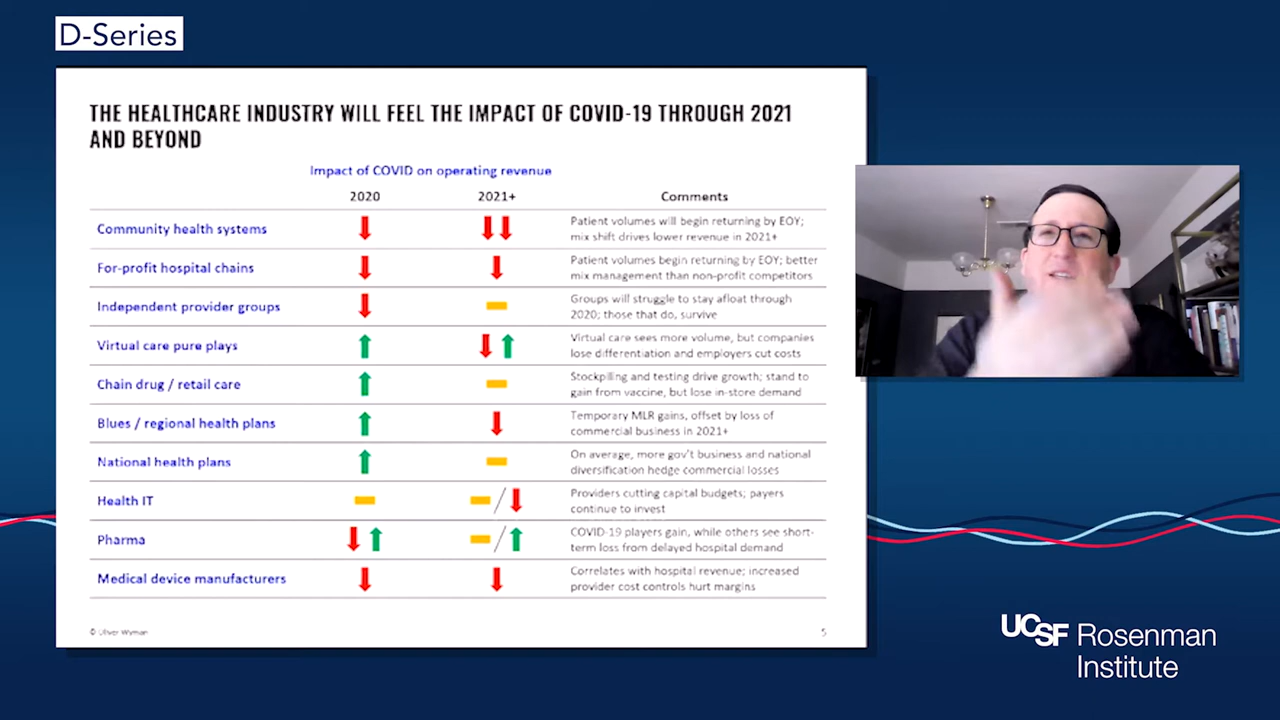 D-Series
THE HEALTHCARE INDUSTRY WILL FEEL THE IMPACT OF COVID-19 THROUGH 2021
AND BEYOND
Impact of COVID on operating revenue
2020 2021+ Comments
Community health systems
Patient volumes will begin returning by EOY;
mix shift drives lower revenue in 2021+
For-profit hospital chains
Patient volumes begin returning by EOY; better
mix management than non-profit competitors
Independent provider groups
Groups will struggle to stay afloat through
2020; those that do, survive
Virtual care pure plays
Virtual care sees more volume, but companies
lose differentiation and employers cut costs
Chain drug / retail care
Stockpiling and testing drive growth; stand to
gain from vaccine, but lose in-store demand
Blues / regional health plans
Temporary MLR gains, offset by loss of
commercial business in 2021+
National health plans
On average, more gov't business and national
diversification hedge commercial losses
Health IT
/
Providers cutting capital budgets; payers
continue to invest
Pharma
/
COVID-19 players gain, while others see short-
term loss from delayed hospital demand
Medical device manufacturers
Correlates with hospital revenue; increased
provider cost controls hurt margins
© Oliver Wyman 5
UCSF Rosenman
Institute